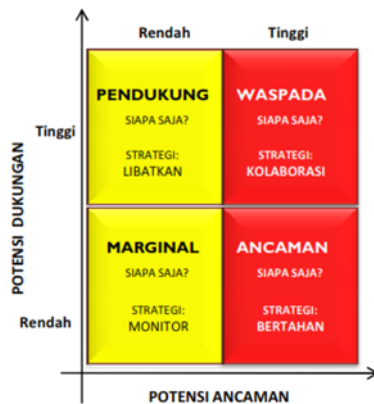 Rendah
Tinggi
PENDUKUNG
SIAPA SAJA?
STRATEGI:
LIBATKAN
WASPADA
SIAPA SAJA?
STRATEGI:
KOLABORASI
Tinggi
POTENSI DUKUNGAN
MARGINAL
SIAPA SAJA?
STRATEGI:
MONITOR
ANCAMAN
SIAPA SAJA?
STRATEGI:
BERTAHAN
Rendah
POTENSI ANCAMAN